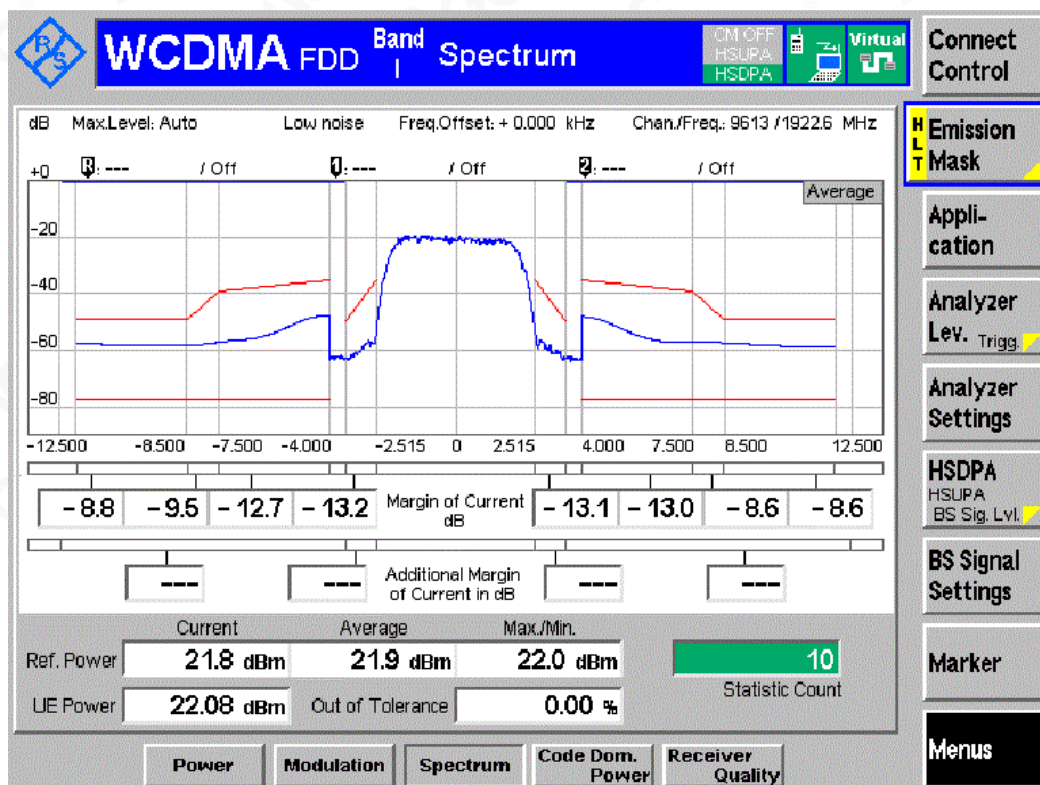 R&S
WCDMA FDD Band I Spectrum
CM OFF
HSUPA
HSDPA
Virtual
Connect Control
dB Max.Level: Auto Low noise Freq.Offset: + 0.000 kHz Chan./Freq.: 9613 / 1922.6 MHz
HLT
Emission Mask
R: --- / Off 1: --- / Off 2: --- / Off
+0
Average
Appli-
cation
-20
-40
-60
-80
Analyzer
Lev. Trigg.
Analyzer
Settings
-12.500 -8.500 -7.500 -4.000 -2.515 0 2.515 4.000 7.500 8.500 12.500
HSDPA
HSUPA
BS Sig. Lvl.
- 8.8 - 9.5 - 12.7 - 13.2 Margin of Current dB - 13.1 - 13.0 - 8.6 - 8.6
BS Signal
Settings
--- --- Additional Margin of Current in dB --- ---
Current Average Max./Min.
Ref. Power 21.8 dBm 21.9 dBm 22.0 dBm 10
Statistic Count
Marker
UE Power 22.08 dBm Out of Tolerance 0.00 %
Menus
Power Modulation Spectrum Code Dom. Power Receiver Quality